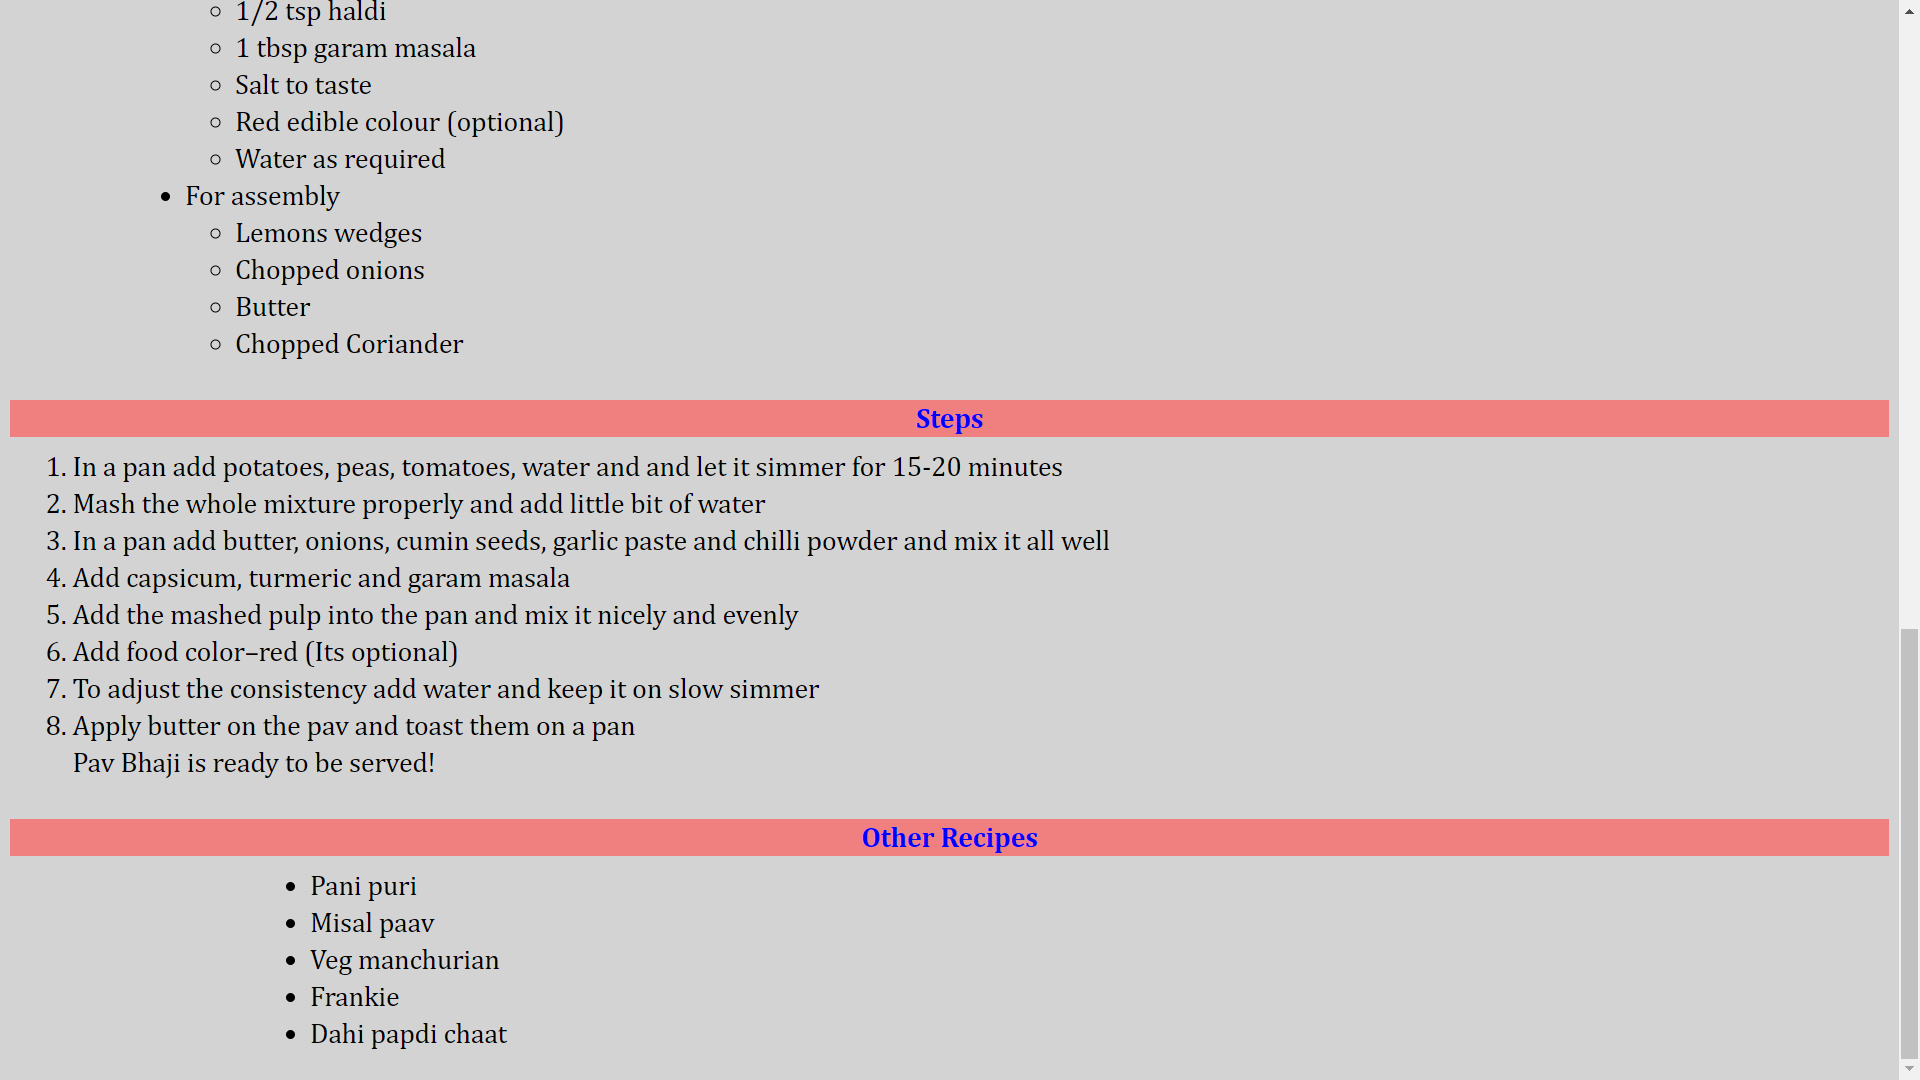 1/2 tsp haldi
1 tbsp garam masala
Salt to taste
Red edible colour (optional)
Water as required
For assembly
Lemons wedges
Chopped onions
Butter
Chopped Coriander
Steps
1. In a pan add potatoes, peas, tomatoes, water and and let it simmer for 15-20 minutes
2. Mash the whole mixture properly and add little bit of water
3. In a pan add butter, onions, cumin seeds, garlic paste and chilli powder and mix it all well
4. Add capsicum, turmeric and garam masala
5. Add the mashed pulp into the pan and mix it nicely and evenly
6. Add food color–red (Its optional)
7. To adjust the consistency add water and keep it on slow simmer
8. Apply butter on the pav and toast them on a pan
Pav Bhaji is ready to be served!
Other Recipes
Pani puri
Misal paav
Veg manchurian
Frankie
Dahi papdi chaat